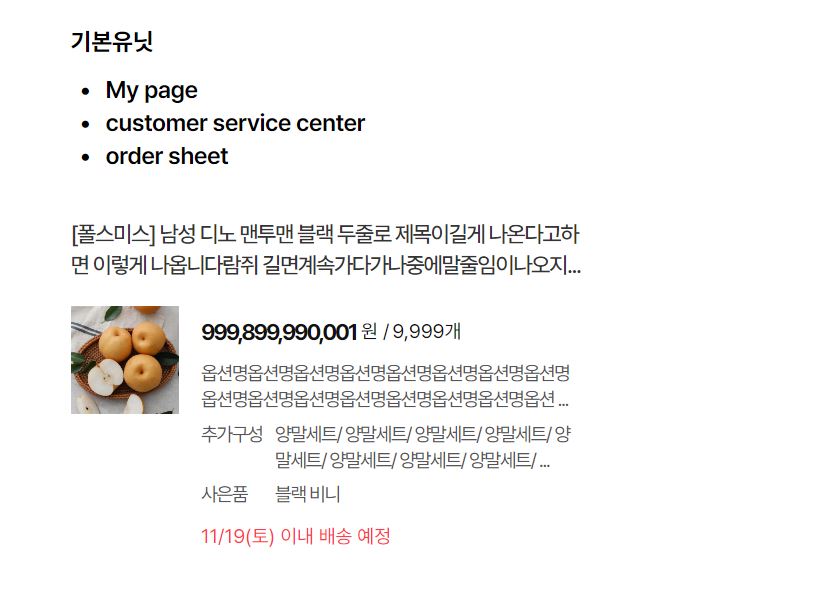 기본유닛
My page
customer service center
order sheet
[폴스미스] 남성 디노 맨투맨 블랙 두줄로 제목이길게 나온다고하
면 이렇게 나옵니다람쥐 길면계속가다가나중에말줄임이나오지...
999,899,990,001 원 / 9,999개
옵션명옵션명옵션명옵션명옵션명옵션명옵션명옵션명
옵션명옵션명옵션명옵션명옵션명옵션명옵션명옵션 ...
추가구성 양말세트/ 양말세트/ 양말세트/ 양말세트/ 양
말세트/ 양말세트/ 양말세트/ 양말세트/ ...
사은품 블랙 비니
11/19(토) 이내 배송 예정